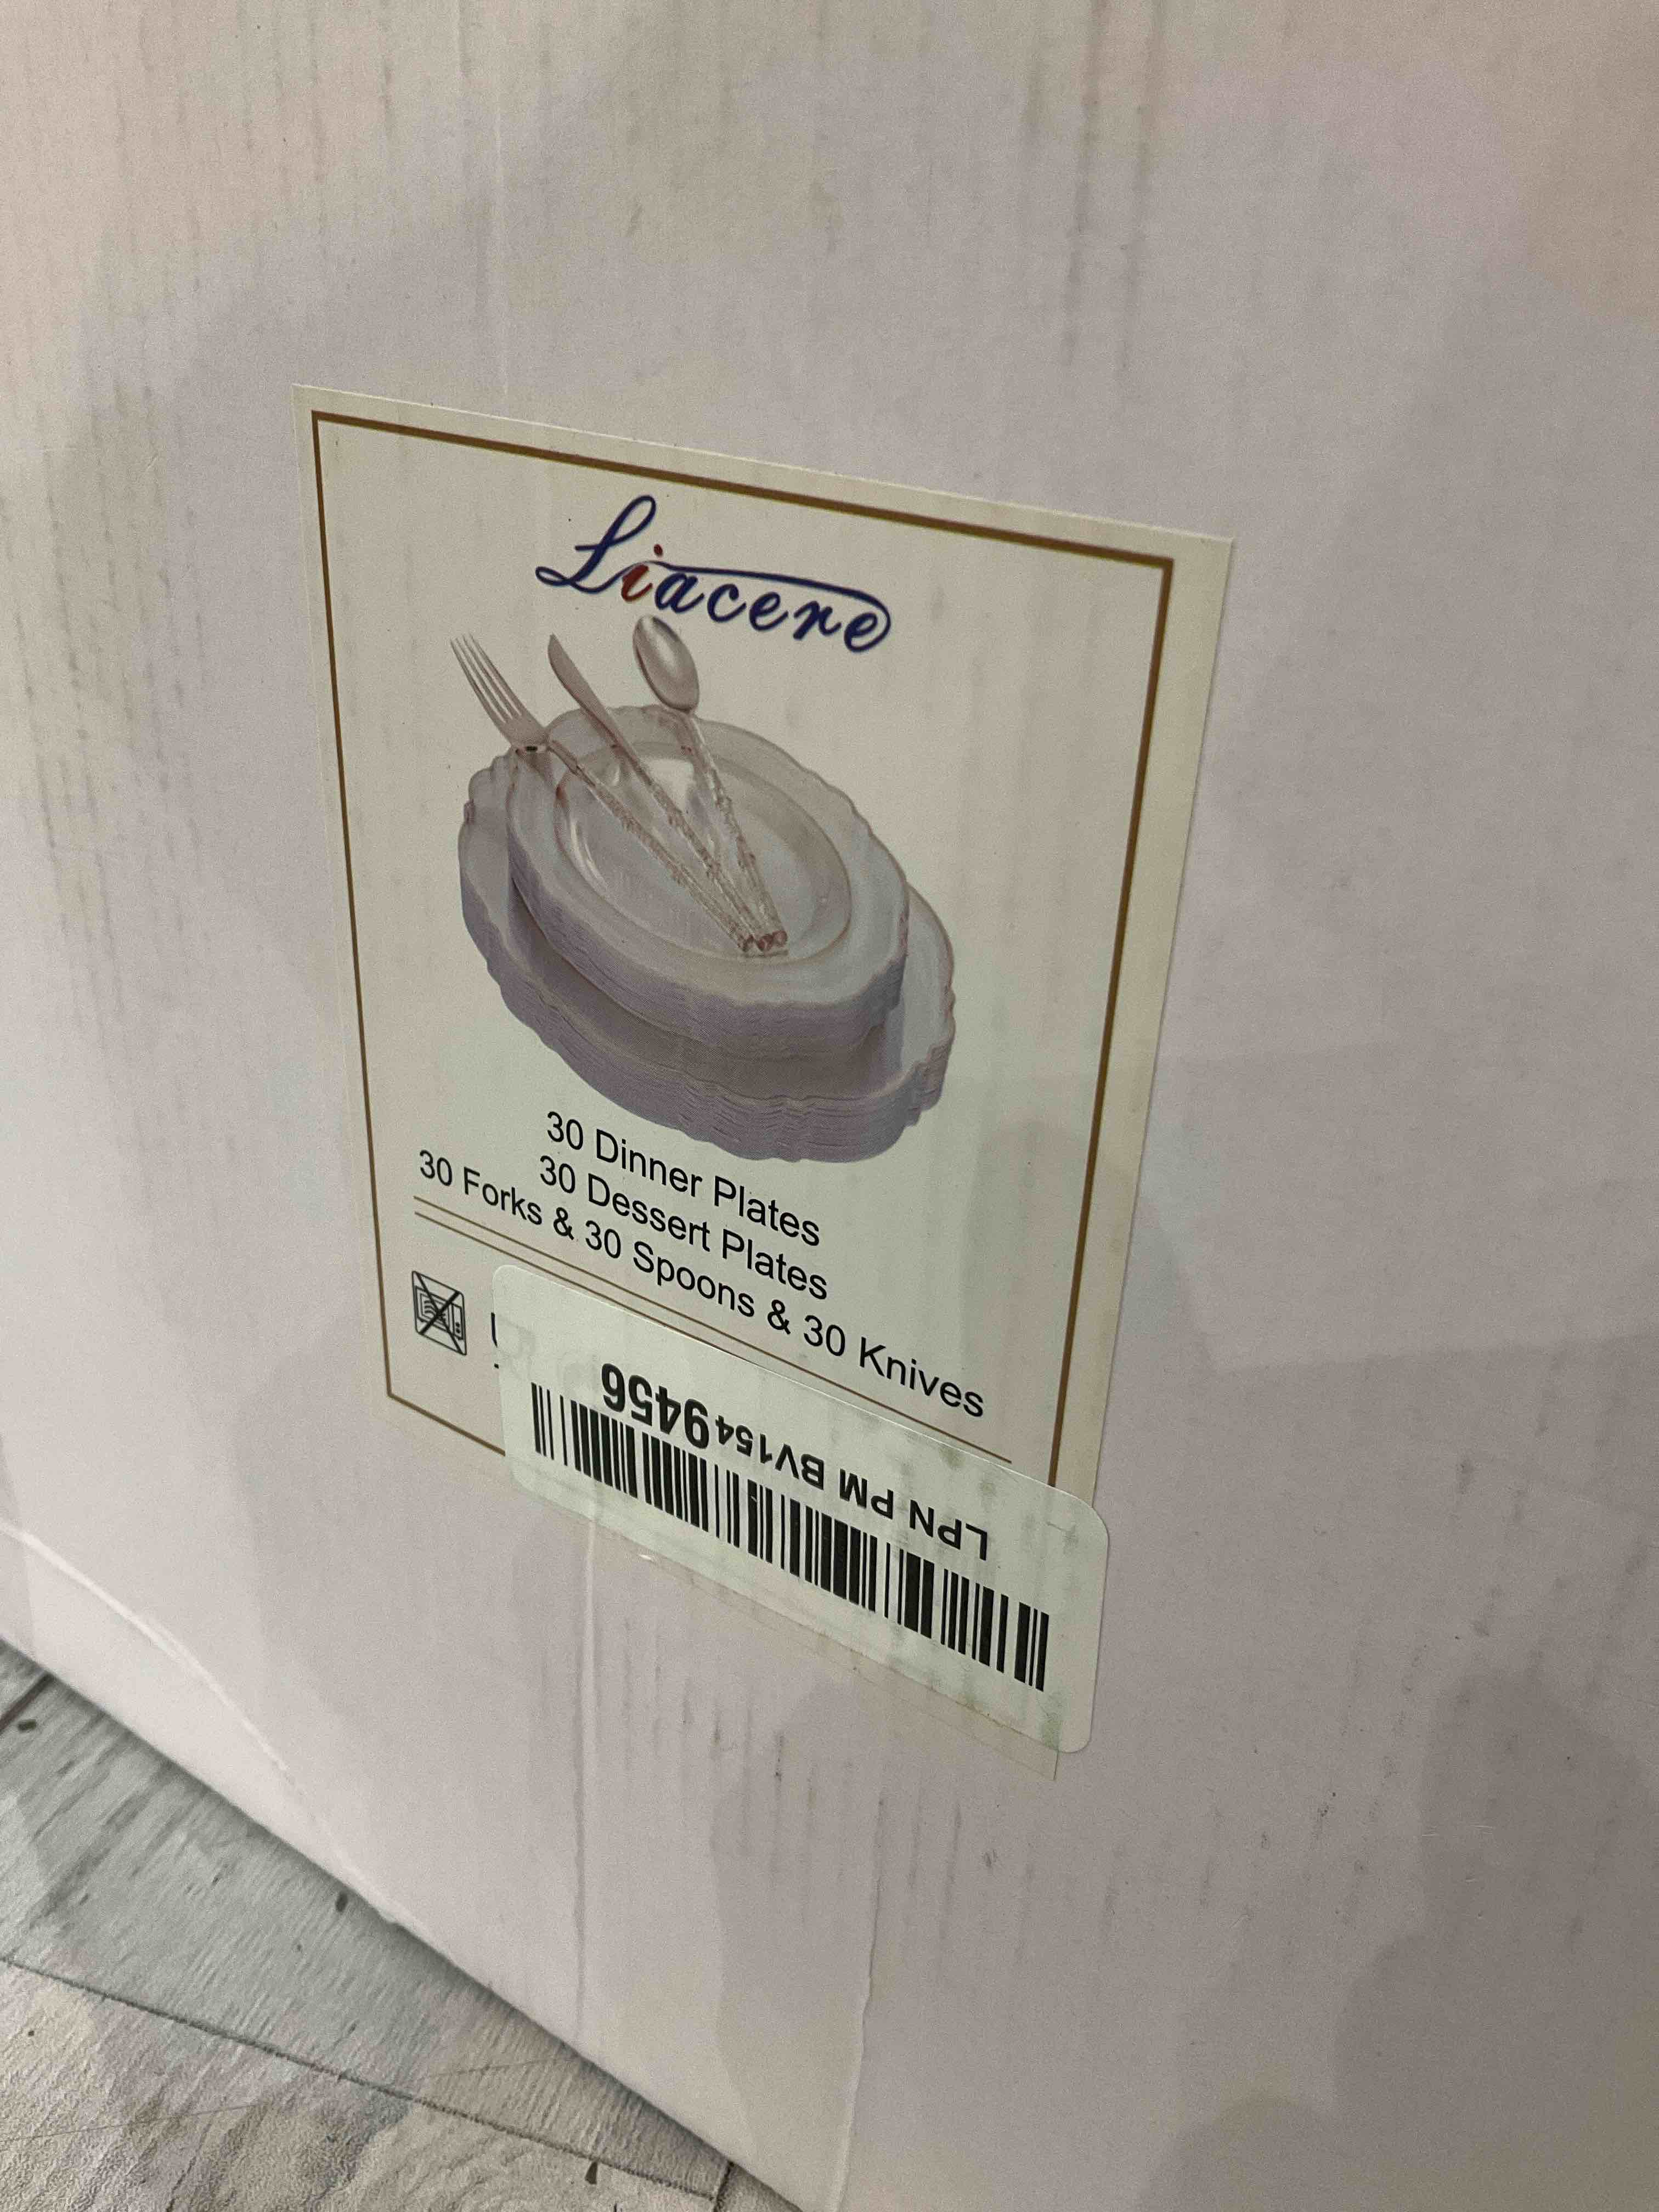 Liacere
30 Dinner Plates
30 Dessert Plates
30 Forks & 30 Spoons & 30 Knives
LPN PM BV1549456